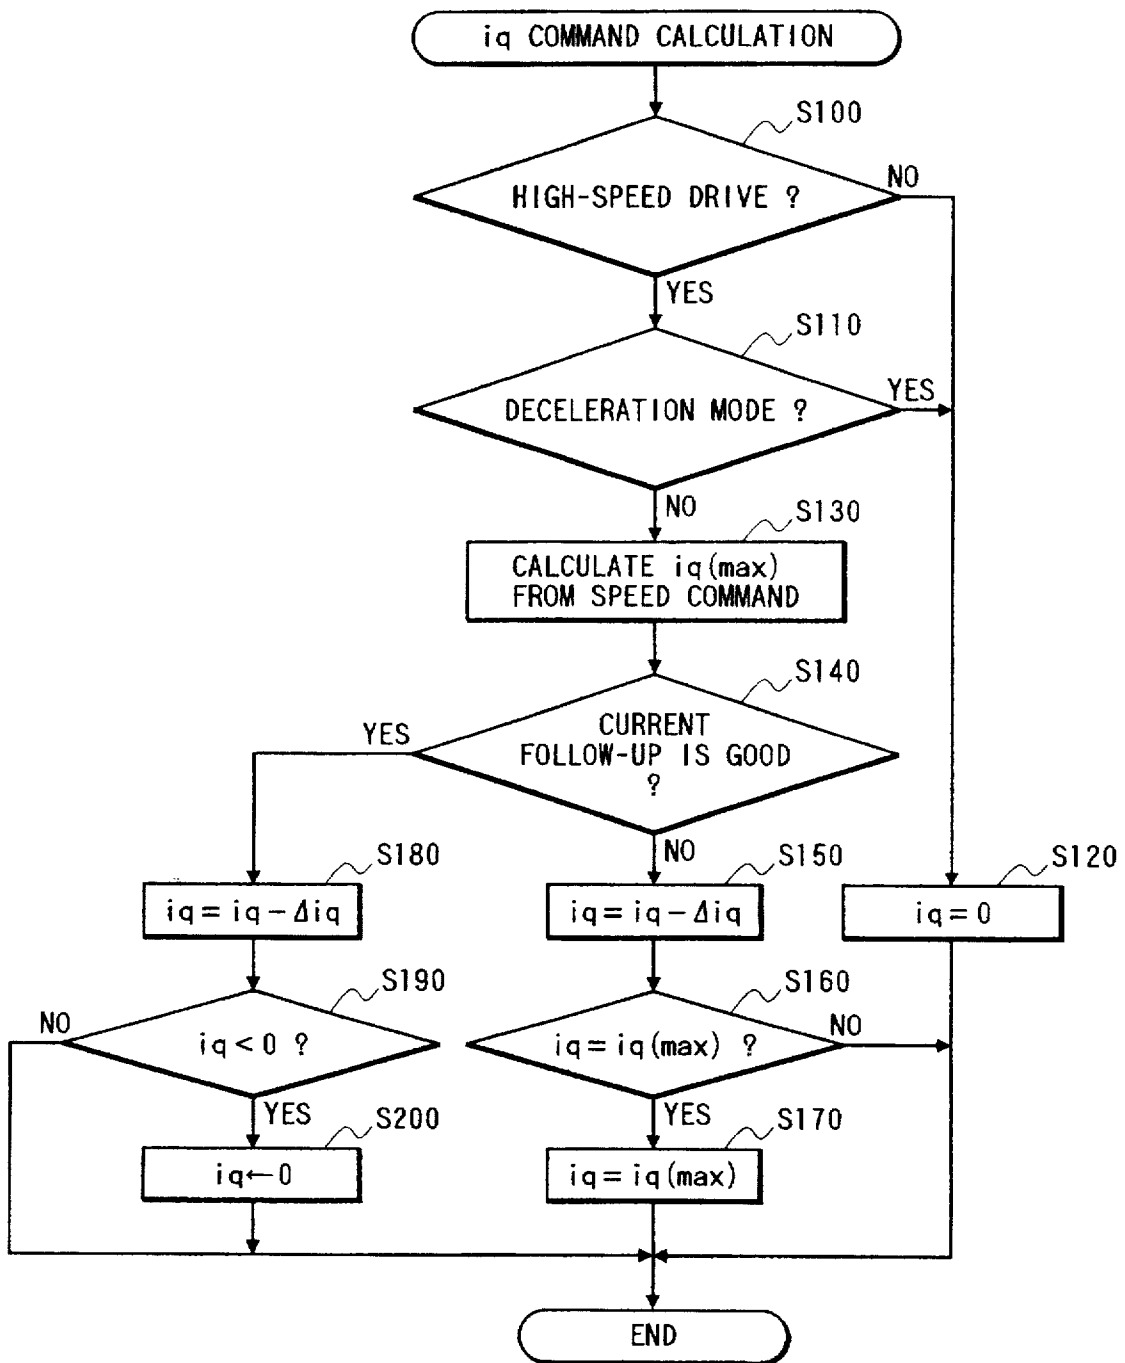 iq COMMAND CALCULATION
S100
HIGH-SPEED DRIVE ?
NO
YES
S110
DECELERATION MODE ?
YES
NO
S130
CALCULATE iq(max)
FROM SPEED COMMAND
S140
CURRENT
FOLLOW-UP IS GOOD
?
YES
NO
S180
iq=iq-Δiq
S150
iq=iq-Δiq
S120
iq=0
S190
iq<0 ?
NO
YES
S160
iq=iq(max) ?
NO
YES
S200
iq←0
S170
iq=iq(max)
END